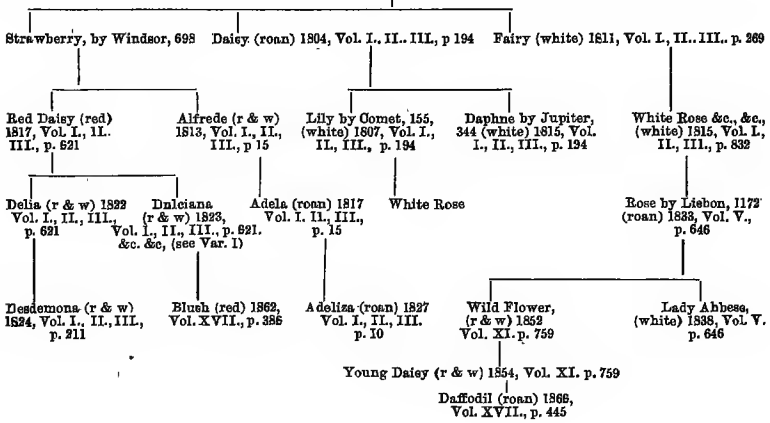 Strawberry, by Windsor, 698 Daisy (roan) 1804, Vol. I., II.. III., p 194 Fairy (white) 1811, Vol. I., II.. III.. p. 269
Red Daisy (red)
1817, Vol. I., IL.
III., p. 621
Alfrede (r & w)
1813, Vol. I., II,
III., p 15
Lily by Comet, 155,
(white) 1807, Vol. I.,
II., III., p. 194
Daphne by Jupiter,
344 (white) 1815, Vol.
I., II., III., p. 194
White Rose &c., &c.,
(white) 1815, Vol. I.,
II., III., p. 832
Delia (r & w) 1822
Vol. I., II., III.,
p. 621
Dulciana
(r & w) 1823,
Vol. I., II., III., p. 621.
&c. &c, (see Var. 1)
Adela (roan) 1817
Vol. I. II., III.,
p. 15
White Rose
Rose by Lisbon, 1172
(roan) 1833, Vol. V.,
p. 646
Desdemona (r & w)
1824, Vol. I., II., III.,
p. 211
Blush (red) 1862,
Vol. XVII., p. 386
Adeliza (roan) 1827
Vol. I., II., III.
p. 10
Wild Flower,
(r & w) 1852
Vol. XI. p. 759
Lady Abbess,
(white) 1838, Vol V.
p. 646
Young Daisy (r & w) 1854, Vol. XI. p. 759
Daffodil (roan) 1866,
Vol. XVII., p. 445